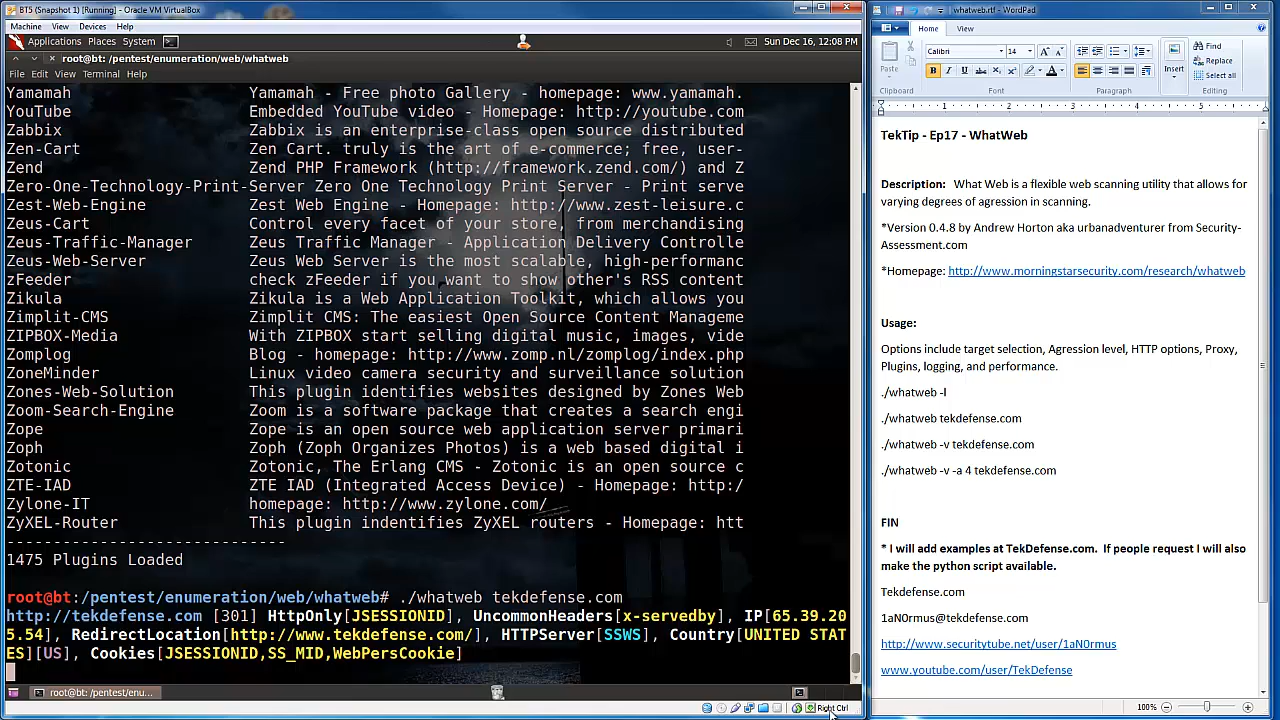 BT5 (Snapshot 1) [Running] - Oracle VM VirtualBox
Machine View Devices Help
Applications Places System
Sun Dec 16, 12:08 PM
root@bt: /pentest/enumeration/web/whatweb
File Edit View Terminal Help
Yamamah Yamamah - Free photo Gallery - homepage: www.yamamah.
YouTube Embedded YouTube video - Homepage: http://youtube.com
Zabbix Zabbix is an enterprise-class open source distributed
Zen-Cart Zen Cart. truly is the art of e-commerce; free, user-
Zend Zend PHP Framework (http://framework.zend.com/) and Z
Zero-One-Technology-Print-Server Zero One Technology Print Server - Print serve
Zest-Web-Engine Zest Web Engine - Homepage: http://www.zest-leisure.c
Zeus-Cart Control every facet of your store, from merchandising
Zeus-Traffic-Manager Zeus Traffic Manager - Application Delivery Controlle
Zeus-Web-Server Zeus Web Server is the most scalable, high-performanc
zFeeder check zFeeder if you want to show other's RSS content
Zikula Zikula is a Web Application Toolkit, which allows you
Zimplit-CMS Zimplit CMS: The easiest Open Source Content Manageme
ZIPBOX-Media With ZIPBOX start selling digital music, images, vide
Zomplog Blog - homepage: http://www.zomp.nl/zomplog/index.php
ZoneMinder Linux video camera security and surveillance solution
Zones-Web-Solution This plugin identifies websites designed by Zones Web
Zoom-Search-Engine Zoom is a software package that creates a search engi
Zope Zope is an open source web application server primari
Zoph Zoph (Zoph Organizes Photos) is a web based digital i
Zotonic Zotonic, The Erlang CMS - Zotonic is an open source c
ZTE-IAD ZTE IAD (Integrated Access Device) - Homepage: http:/
Zylone-IT homepage: http://www.zylone.com/
ZyXEL-Router This plugin indentifies ZyXEL routers - Homepage: htt
------------------------------
1475 Plugins Loaded
root@bt:/pentest/enumeration/web/whatweb# ./whatweb tekdefense.com
http://tekdefense.com [301] HttpOnly[JSESSIONID], UncommonHeaders[x-servedby], IP[65.39.20
5.54], RedirectLocation[http://www.tekdefense.com/], HTTPServer[SSWS], Country[UNITED STAT
ES][US], Cookies[JSESSIONID,SS_MID,WebPersCookie]
root@bt: /pentest/enu...
Right Ctrl
whatweb.rtf - WordPad
Home View
Paste
Clipboard
Calibri 14
Font
Paragraph
Insert
Find
Replace
Select all
Editing
1 2 3 4 5
TekTip - Ep17 - WhatWeb
Description: What Web is a flexible web scanning utility that allows for
varying degrees of agression in scanning.
*Version 0.4.8 by Andrew Horton aka urbanadventurer from Security-
Assessment.com
*Homepage: http://www.morningstarsecurity.com/research/whatweb
Usage:
Options include target selection, Agression level, HTTP options, Proxy,
Plugins, logging, and performance.
./whatweb -l
./whatweb tekdefense.com
./whatweb -v tekdefense.com
./whatweb -v -a 4 tekdefense.com
FIN
* I will add examples at TekDefense.com. If people request I will also
make the python script available.
Tekdefense.com
1aN0rmus@tekdefense.com
http://www.securitytube.net/user/1aN0rmus
www.youtube.com/user/TekDefense
100%